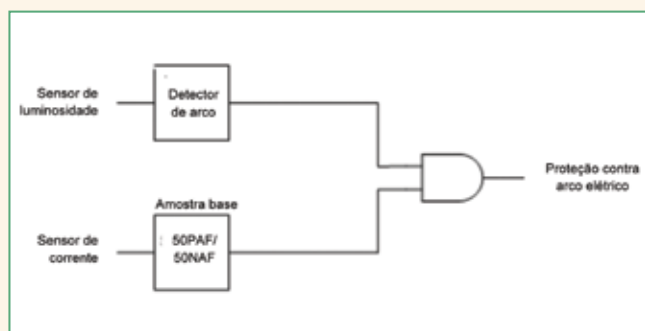 Sensor de
luminosidade
Detector
de arco
Proteção contra
arco elétrico
Amostra base
Sensor de
corrente
50PAF/
50NAF